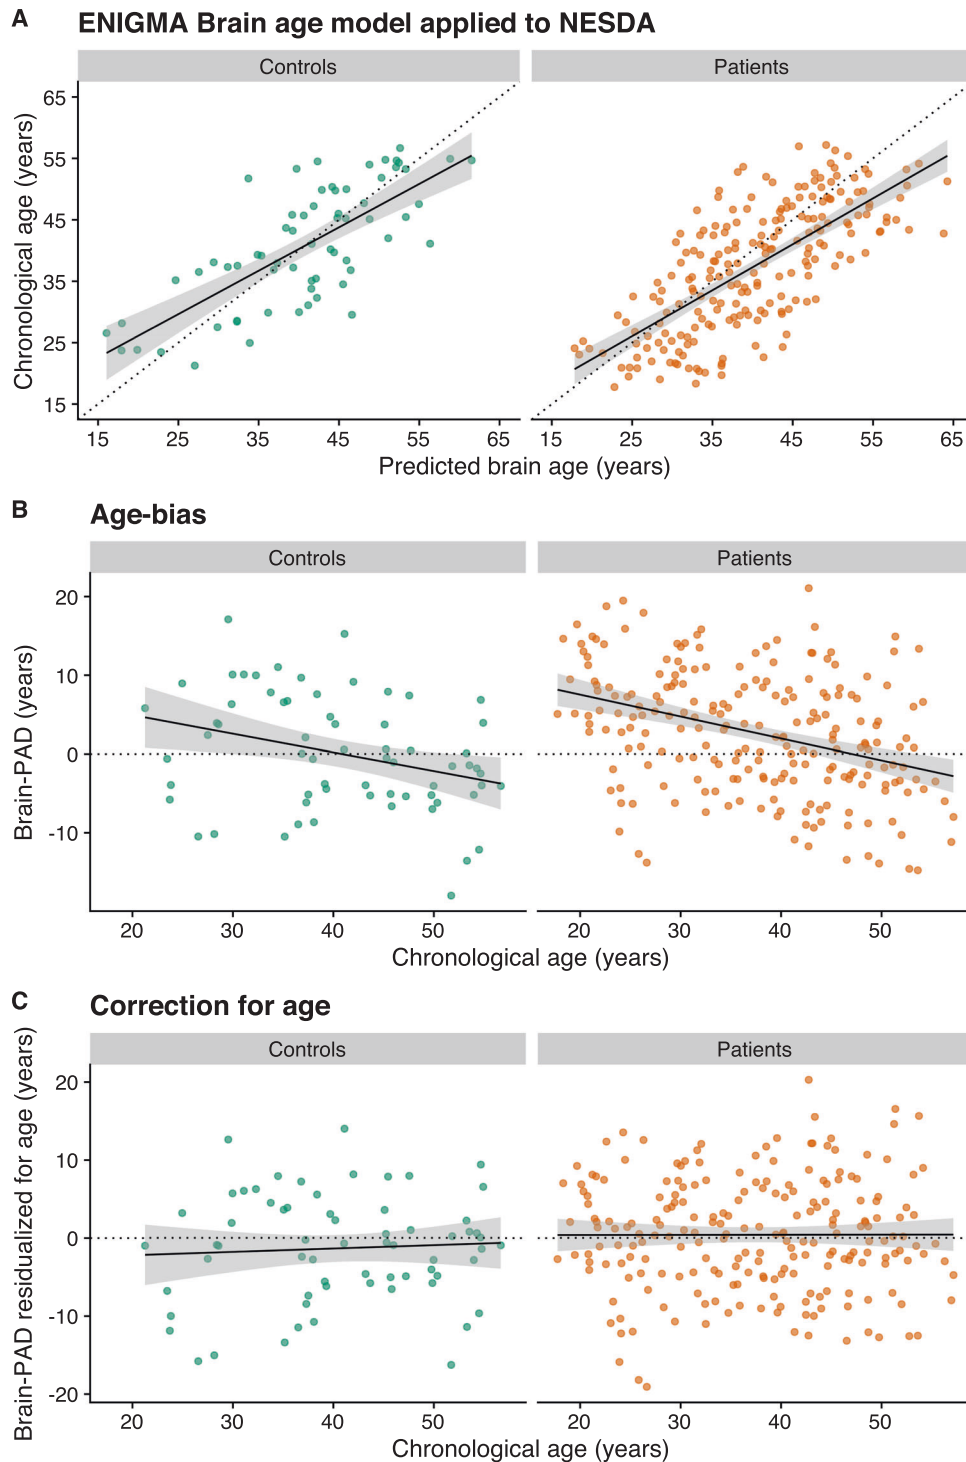 A
ENIGMA Brain age model applied to NESDA
Controls
Patients
Chronological age (years)
65
55
45
35
25
15
15 25 35 45 55 65
15 25 35 45 55 65
Predicted brain age (years)
B
Age-bias
Controls
Patients
Brain-PAD (years)
20
10
0
-10
20 30 40 50
20 30 40 50
Chronological age (years)
C
Correction for age
Controls
Patients
Brain-PAD residualized for age (years)
20
10
0
-10
-20
20 30 40 50
20 30 40 50
Chronological age (years)